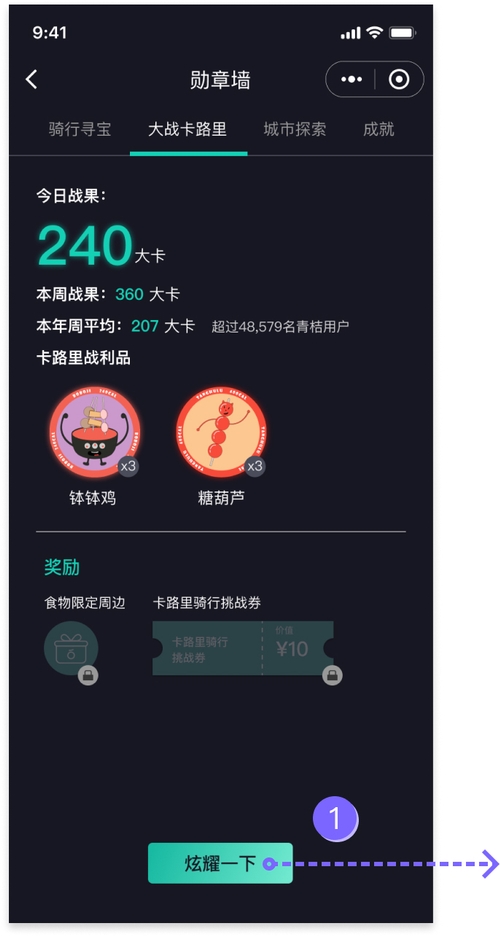 9:41
勋章墙
骑行寻宝 大战卡路里 城市探索 成就
今日战果：
240大卡
本周战果：360 大卡
本年周平均：207 大卡 超过48,579名青桔用户
卡路里战利品
x3 x3
钵钵鸡 糖葫芦
奖励
食物限定周边 卡路里骑行挑战券
价值
卡路里骑行
¥10
挑战券
6
1
炫耀一下